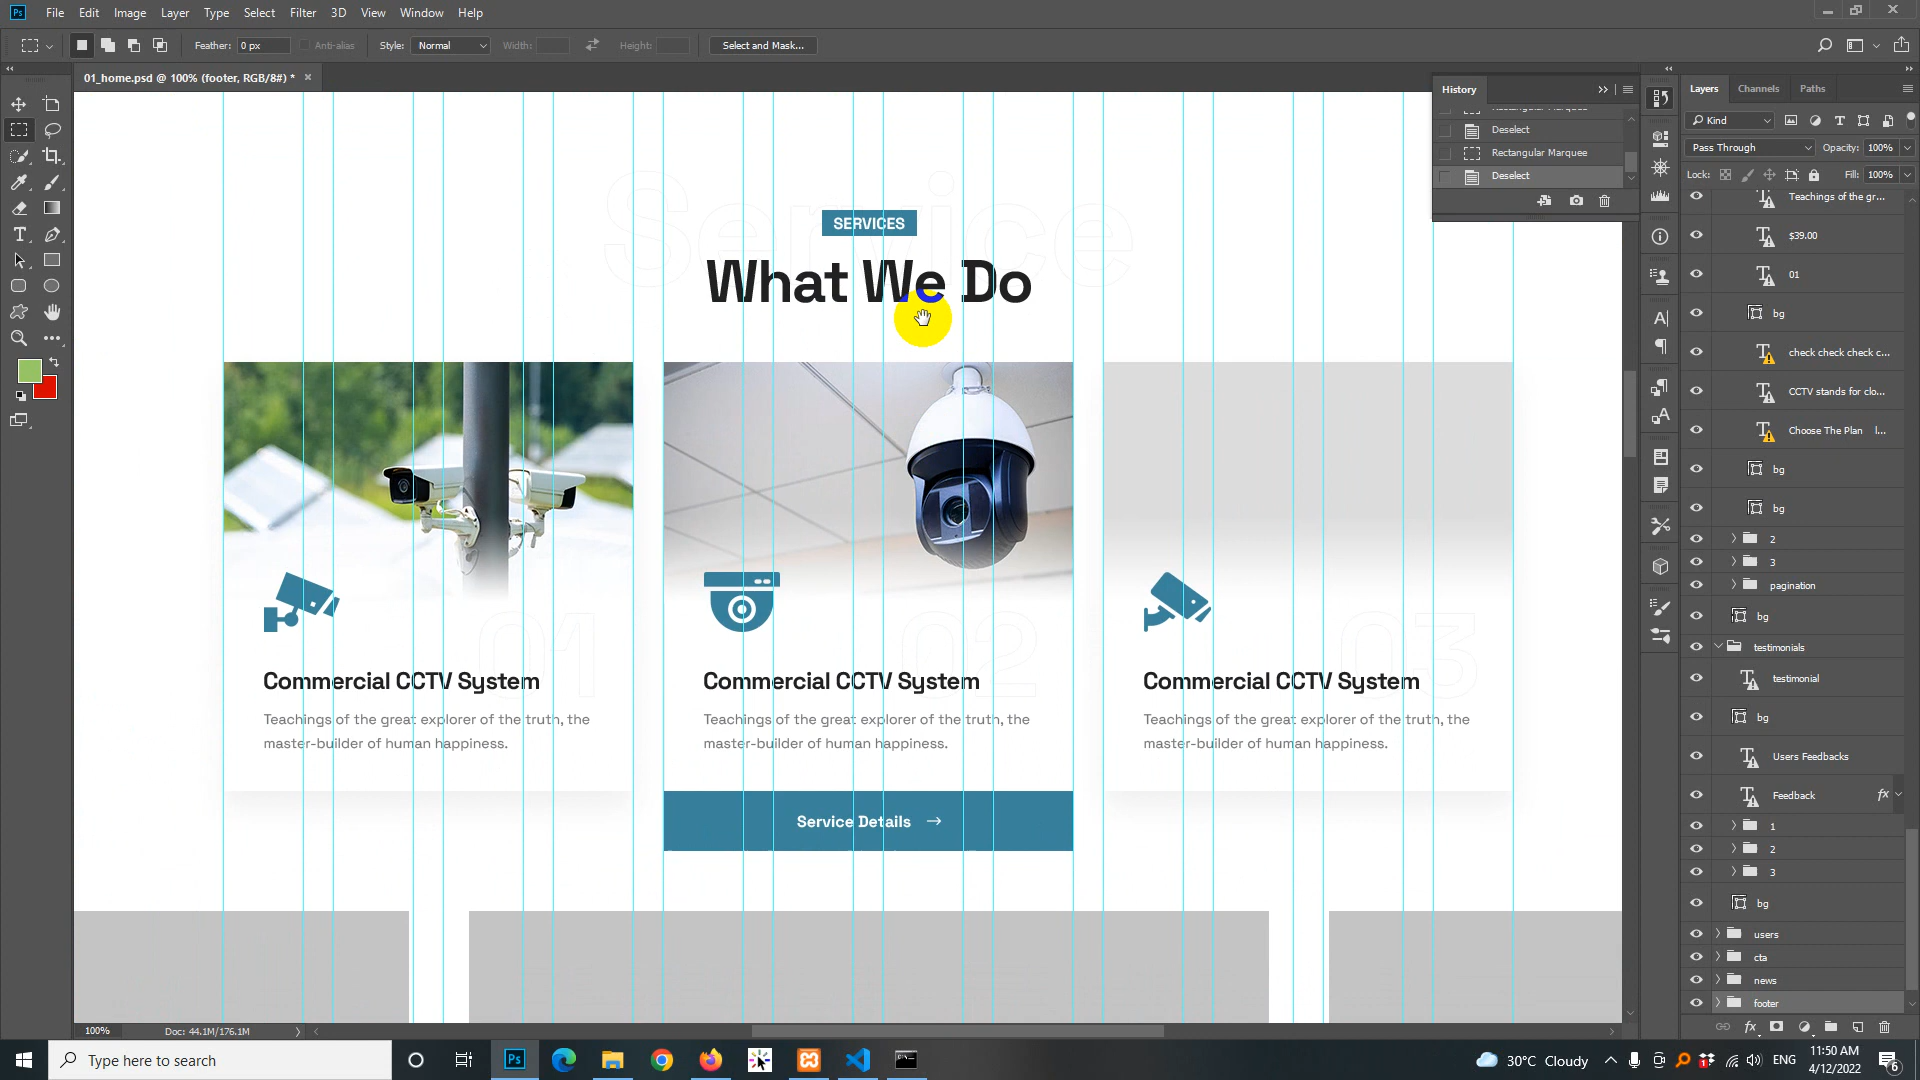 File Edit Image Layer Type Select Filter 3D View Window Help
Feather: 0 px Anti-alias Style: Normal Width: Height: Select and Mask...
01_home.psd @ 100% (footer, RGB/8#) *
History
Rectangular Marquee
Deselect
Rectangular Marquee
Deselect
Layers Channels Paths
Kind
Pass Through Opacity: 100%
Lock: Fill: 100%
Teachings of the gr...
$39.00
01
bg
check check check c...
CCTV stands for clo...
Choose The Plan l...
bg
bg
2
3
pagination
bg
testimonials
testimonial
bg
Users Feedbacks
Feedback fx
1
2
3
bg
users
cta
news
footer
Service
SERVICES
What We Do
01
Commercial CCTV System
Teachings of the great explorer of the truth, the
master-builder of human happiness.
02
Commercial CCTV System
Teachings of the great explorer of the truth, the
master-builder of human happiness.
Service Details →
03
Commercial CCTV System
Teachings of the great explorer of the truth, the
master-builder of human happiness.
100% Doc: 44.1M/176.1M
Type here to search
30°C Cloudy
ENG
11:50 AM
4/12/2022
6